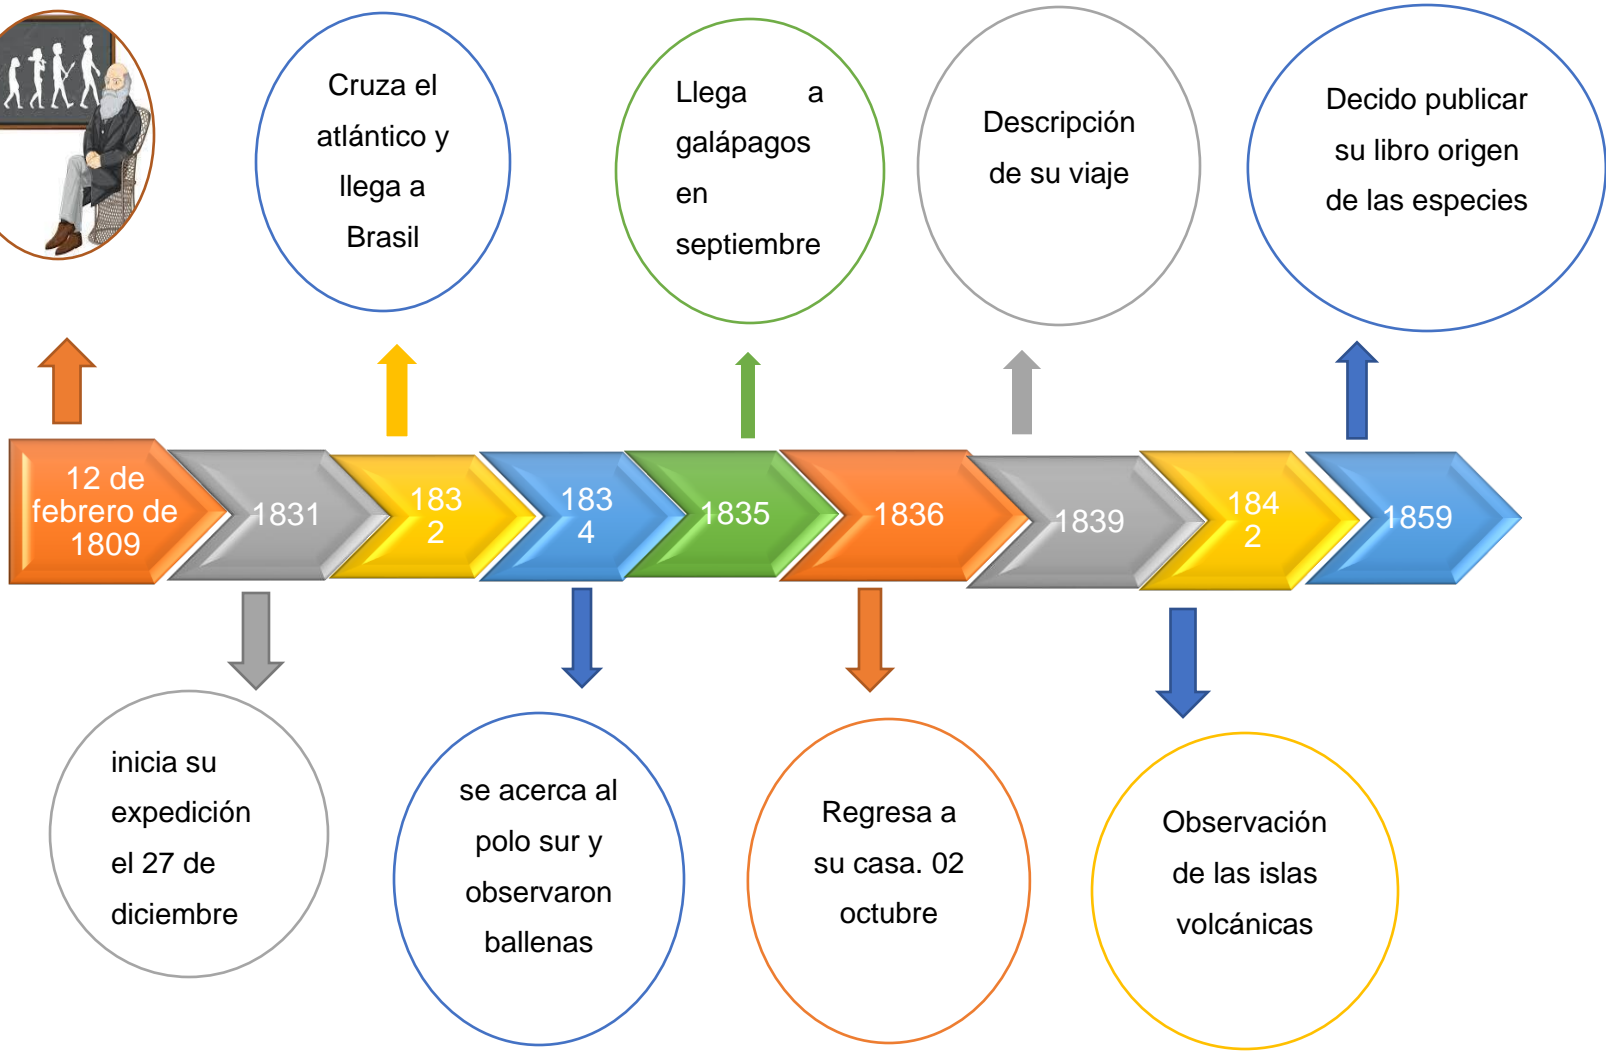 Cruza el
atlántico y
llega a
Brasil
Llega a
galápagos
en
septiembre
Descripción
de su viaje
Decido publicar
su libro origen
de las especies
12 de
febrero de
1809
1831
183
2
183
4
1835
1836
1839
184
2
1859
inicia su
expedición
el 27 de
diciembre
se acerca al
polo sur y
observaron
ballenas
Regresa a
su casa. 02
octubre
Observación
de las islas
volcánicas